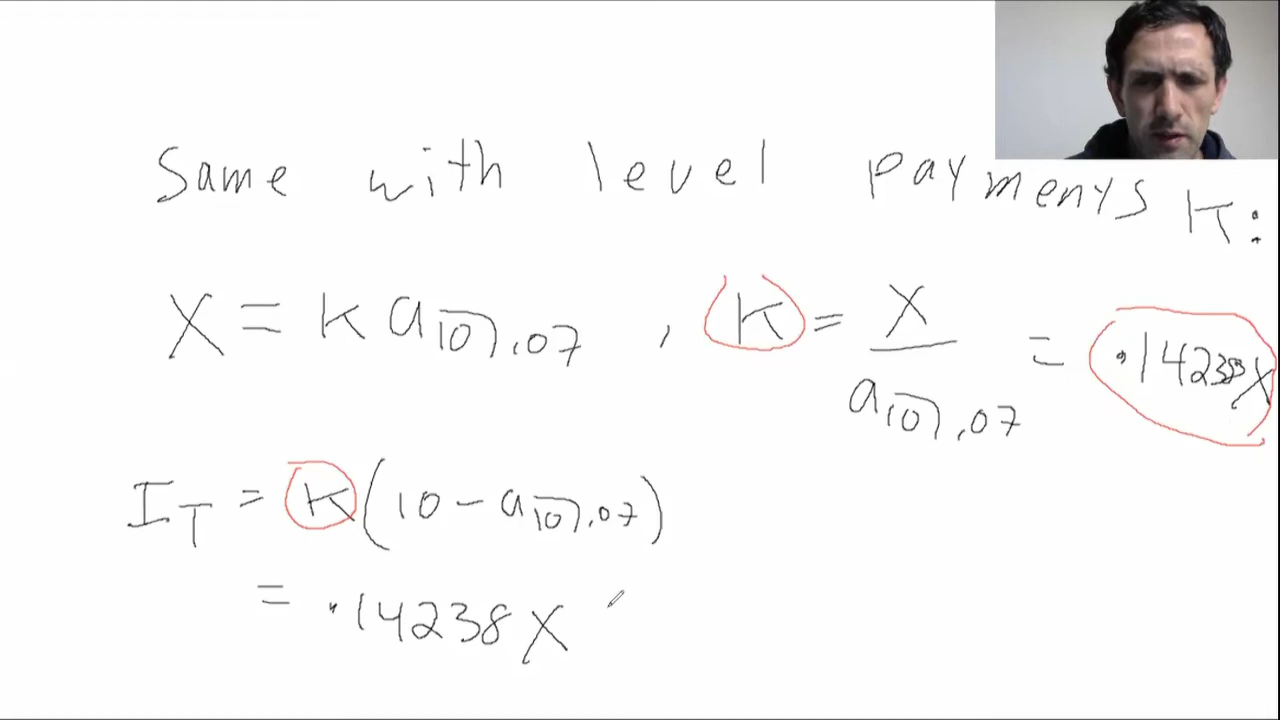 Same with level paymenys K:
X = K a10⌉.07 , K = X / a10⌉.07 = .14238X
I_T = K(10 - a10⌉.07)
= .14238X